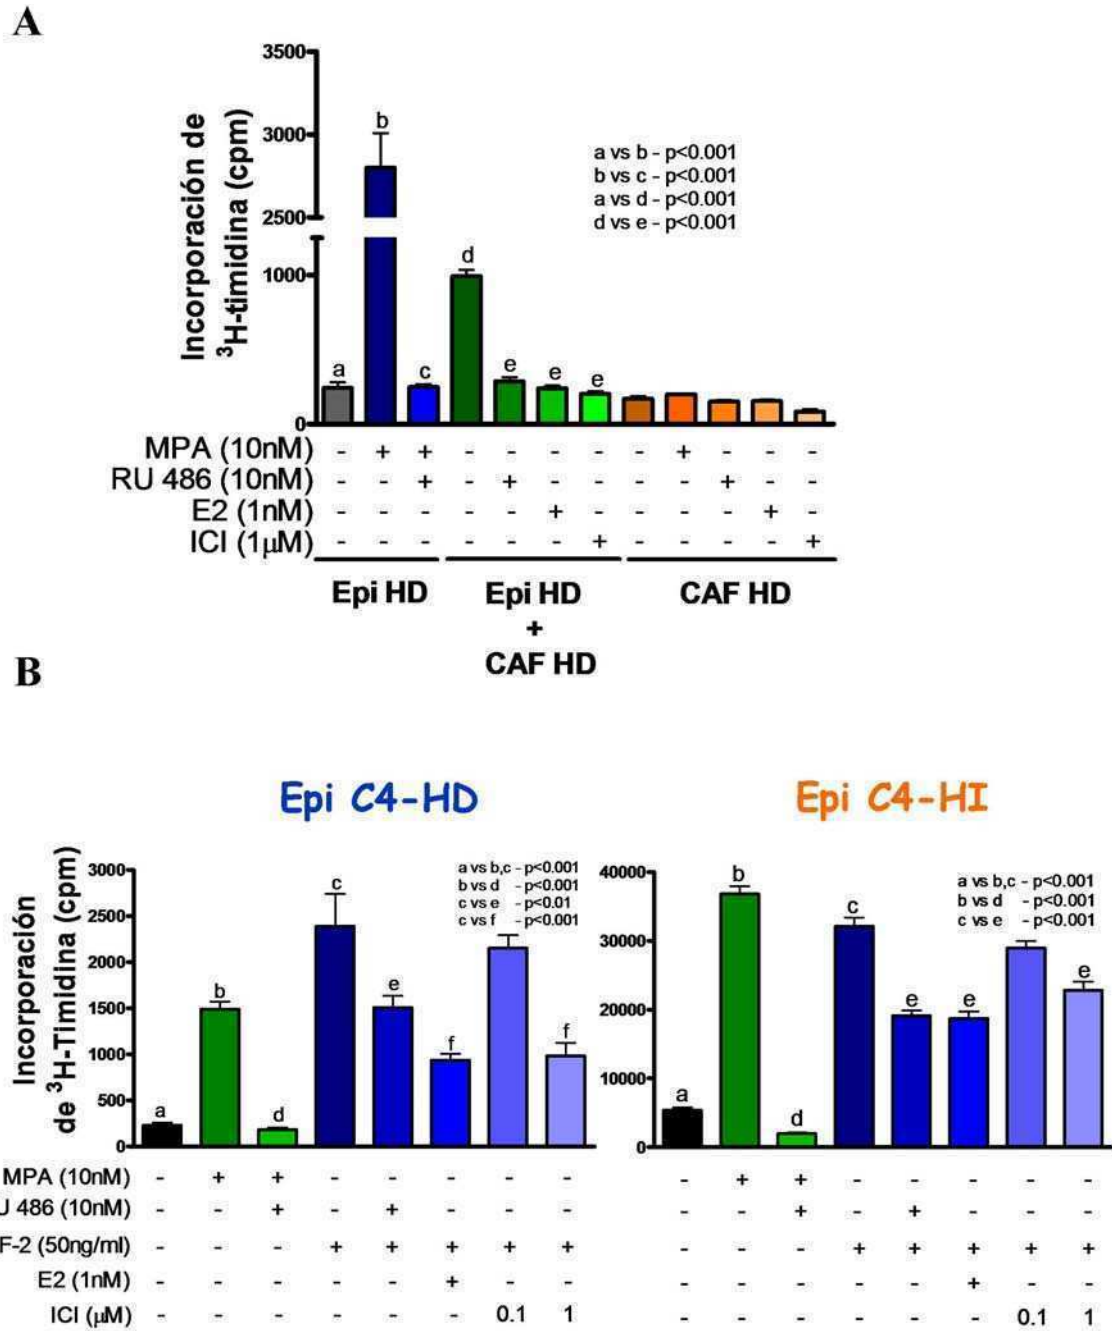 A
Incorporación de
³H-timidina (cpm)
3500
3000
2500
1000
0
a
b
c
d
e
e
e
a vs b - p<0.001
b vs c - p<0.001
a vs d - p<0.001
d vs e - p<0.001
MPA (10nM) - + + - - - - - + - - -
RU 486 (10nM) - - + - + - - - - + - -
E2 (1nM) - - - - - + - - - - + -
ICI (1µM) - - - - - - + - - - - +
Epi HD
Epi HD
+
CAF HD
CAF HD
B
Epi C4-HD
Incorporación
de ³H-Timidina (cpm)
3000
2500
2000
1500
1000
500
0
a
b
d
c
e
f
f
a vs b,c - p<0.001
b vs d - p<0.001
c vs e - p<0.01
c vs f - p<0.001
Epi C4-HI
40000
30000
20000
10000
0
a
b
d
c
e
e
e
a vs b,c - p<0.001
b vs d - p<0.001
c vs e - p<0.001
MPA (10nM) - + + - - - - - - + + - - - - -
U 486 (10nM) - - + - + - - - - - + - + - - -
F-2 (50ng/ml) - - - + + + + + - - - + + + + +
E2 (1nM) - - - - - + - - - - - - - + - -
ICI (µM) - - - - - - 0.1 1 - - - - - - 0.1 1